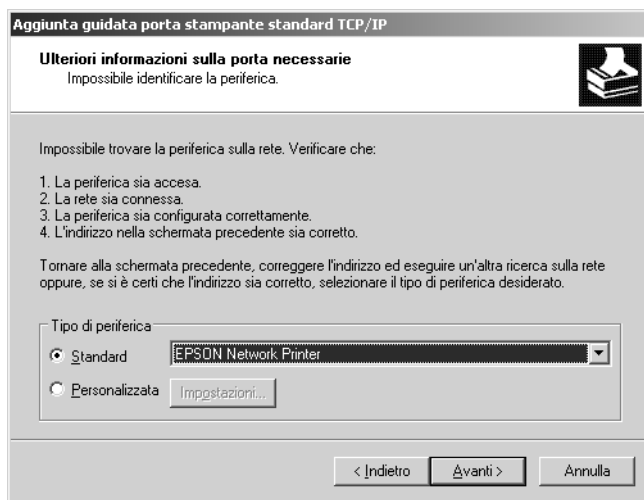 Aggiunta guidata porta stampante standard TCP/IP
Ulteriori informazioni sulla porta necessarie
Impossibile identificare la periferica.
Impossibile trovare la periferica sulla rete. Verificare che:
1. La periferica sia accesa.
2. La rete sia connessa.
3. La periferica sia configurata correttamente.
4. L'indirizzo nella schermata precedente sia corretto.
Tornare alla schermata precedente, correggere l'indirizzo ed eseguire un'altra ricerca sulla rete
oppure, se si è certi che l'indirizzo sia corretto, selezionare il tipo di periferica desiderato.
Tipo di periferica
Standard EPSON Network Printer
Personalizzata Impostazioni...
< Indietro Avanti > Annulla